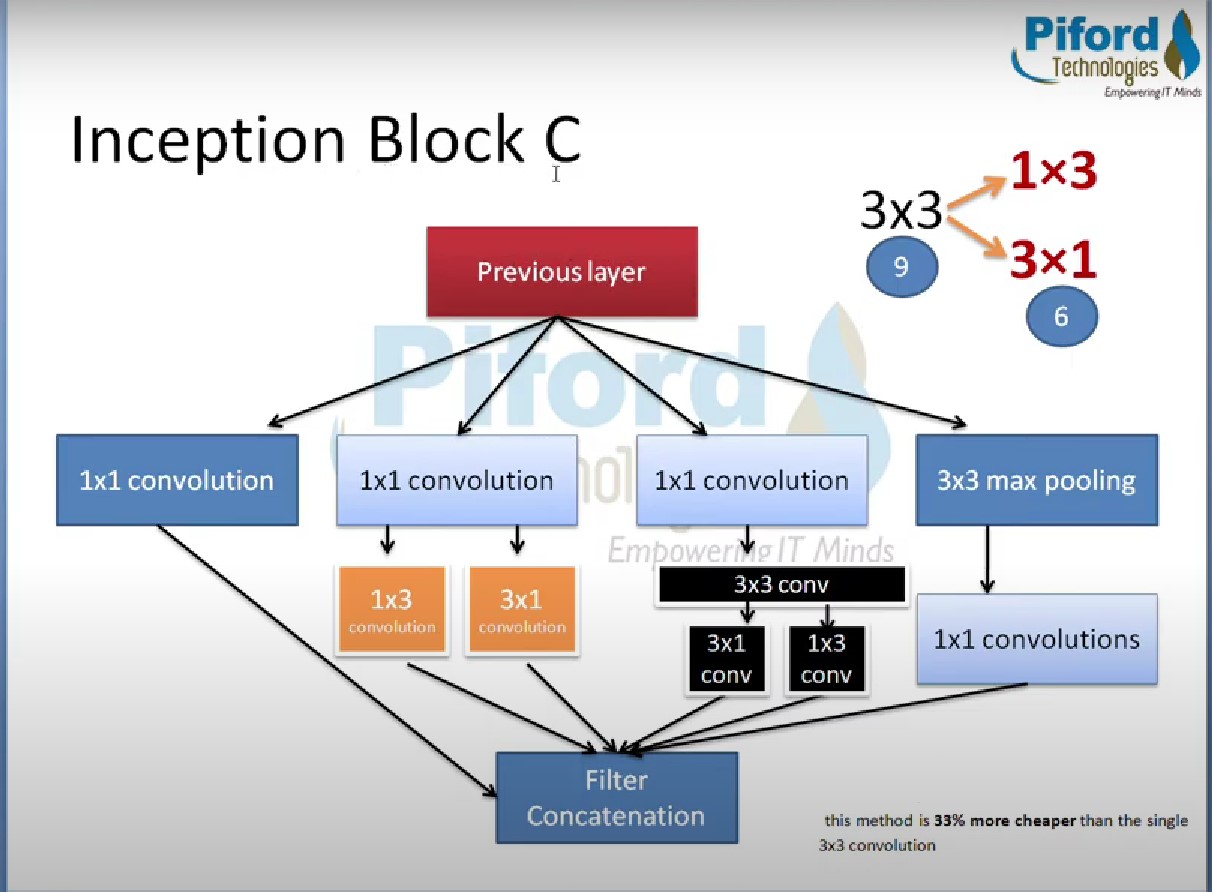 Piford
Technologies
Empowering IT Minds
Inception Block C
3x3
1×3
3×1
9
6
Previous layer
Piford
Empowering IT Minds
1x1 convolution
1x1 convolution
1x1 convolution
3x3 max pooling
1x3
convolution
3x1
convolution
3x3 conv
3x1
conv
1x3
conv
1x1 convolutions
Filter
Concatenation
this method is 33% more cheaper than the single
3x3 convolution